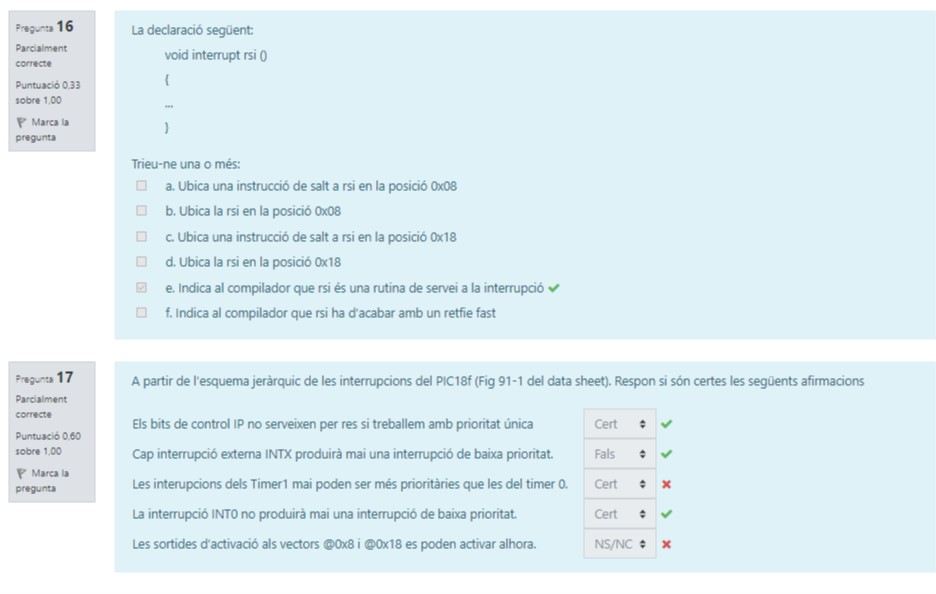 Pregunta 16
Parcialment
correcte
Puntuació 0,33
sobre 1,00
Marca la
pregunta
La declaració següent:
void interrupt rsi ()
{
...
}
Trieu-ne una o més:
a. Ubica una instrucció de salt a rsi en la posició 0x08
b. Ubica la rsi en la posició 0x08
c. Ubica una instrucció de salt a rsi en la posició 0x18
d. Ubica la rsi en la posició 0x18
e. Indica al compilador que rsi és una rutina de servei a la interrupció
f. Indica al compilador que rsi ha d'acabar amb un retfie fast
Pregunta 17
Parcialment
correcte
Puntuació 0,60
sobre 1,00
Marca la
pregunta
A partir de l'esquema jeràrquic de les interrupcions del PIC18f (Fig 91-1 del data sheet). Respon si són certes les següents afirmacions
Els bits de control IP no serveixen per res si treballem amb prioritat única Cert
Cap interrupció externa INTX produirà mai una interrupció de baixa prioritat. Fals
Les interupcions dels Timer1 mai poden ser més prioritàries que les del timer 0. Cert
La interrupció INT0 no produirà mai una interrupció de baixa prioritat. Cert
Les sortides d'activació als vectors @0x8 i @0x18 es poden activar alhora. NS/NC